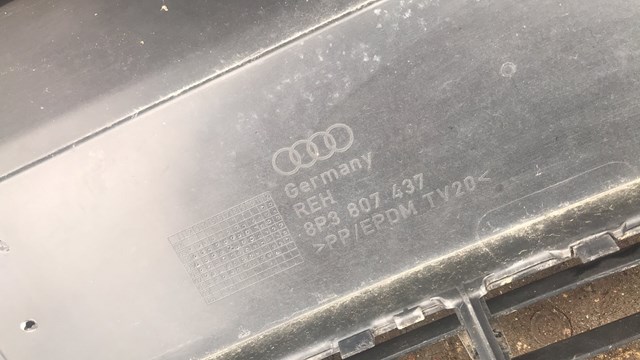 Germany
REH
8P3 807 437
>PP/EPDM TV20<